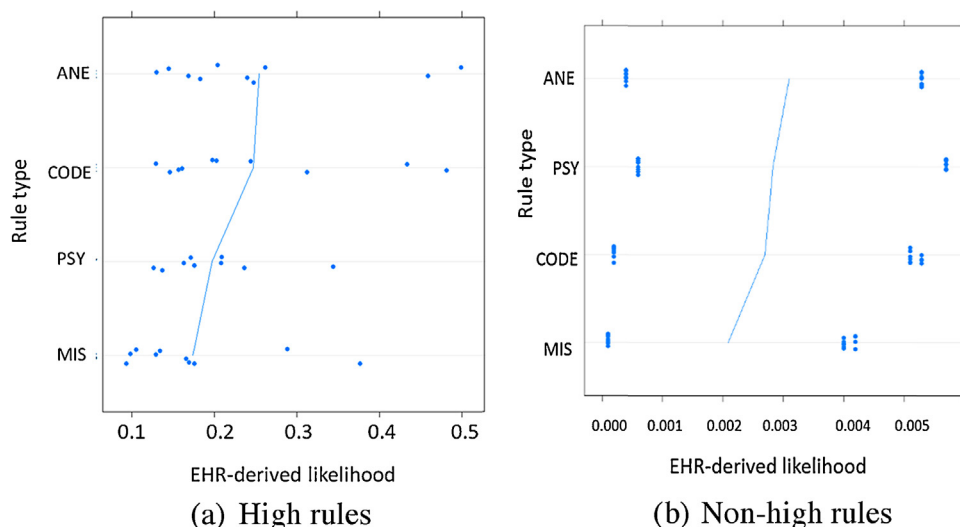 Rule type
ANE
CODE
PSY
MIS
0.1 0.2 0.3 0.4 0.5
EHR-derived likelihood
(a) High rules
Rule type
ANE
PSY
CODE
MIS
Rule type
0.000 0.001 0.002 0.003 0.004 0.005
EHR-derived likelihood
(b) Non-high rules